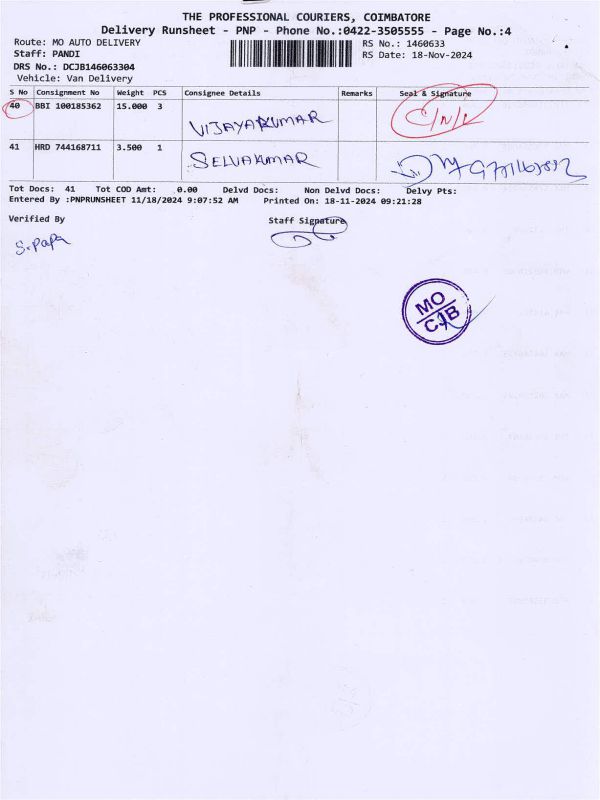 THE PROFESSIONAL COURIERS, COIMBATORE
Delivery Runsheet - PNP - Phone No.:0422-3505555 - Page No.:4
Route: MO AUTO DELIVERY RS No.: 1460633
Staff: PANDI RS Date: 18-Nov-2024
DRS No.: DCJB146063304
Vehicle: Van Delivery
S No Consignment No Weight PCS Consignee Details Remarks Seal & Signature
40 BBI 100185362 15.000 3 VIJAYAKUMAR C/N/L
41 HRD 744168711 3.500 1 SELVAKUMAR
Tot Docs: 41 Tot COD Amt: 0.00 Delvd Docs: Non Delvd Docs: Delvy Pts:
Entered By :PNPRUNSHEET 11/18/2024 9:07:52 AM Printed On: 18-11-2024 09:21:28
Verified By Staff Signature
S. Papa
MO
CJB